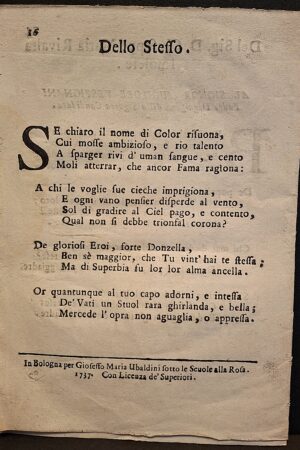 16
Dello Stesso.
SE chiaro il nome di Color risuona,
Cui mosse ambizioso, e rio talento
A sparger rivi d'uman sangue, e cento
Moli atterrar, che ancor Fama ragiona:
A chi le voglie sue cieche imprigiona,
E ogni vano pensier disperde al vento,
Sol di gradire al Ciel pago, e contento,
Qual non si debbe trionfal corona?
De gloriosi Eroi, forte Donzella,
Ben sè maggior, che Tu vint' hai te stessa;
Ma di Superbia fu lor lor alma ancella.
Or quantunque al tuo capo adorni, e intessa
De' Vati un Stuol rara ghirlanda, e bella;
Mercede l'opra non aguaglia, o appressa.
In Bologna per Gioseffo Maria Ubaldini sotto le Scuole alla Rosa.
1737. Con Licenza de' Superiori.